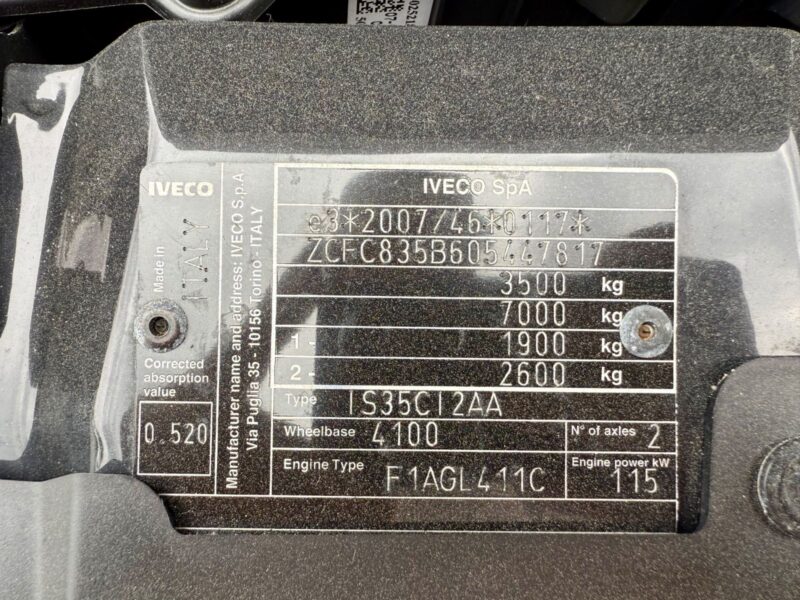 IVECO
Made in
ITALY
Corrected
absorption
value
0.520
Manufacturer name and address: IVECO S.p.A.
Via Puglia 35 - 10156 Torino - ITALY
IVECO SpA
e3*2007/46*0117*
ZCFC835B605447817
3500 kg
7000 kg
1 - 1900 kg
2 - 2600 kg
Type IS35CI2AA
Wheelbase 4100 N° of axles 2
Engine Type F1AGL411C Engine power kW 115